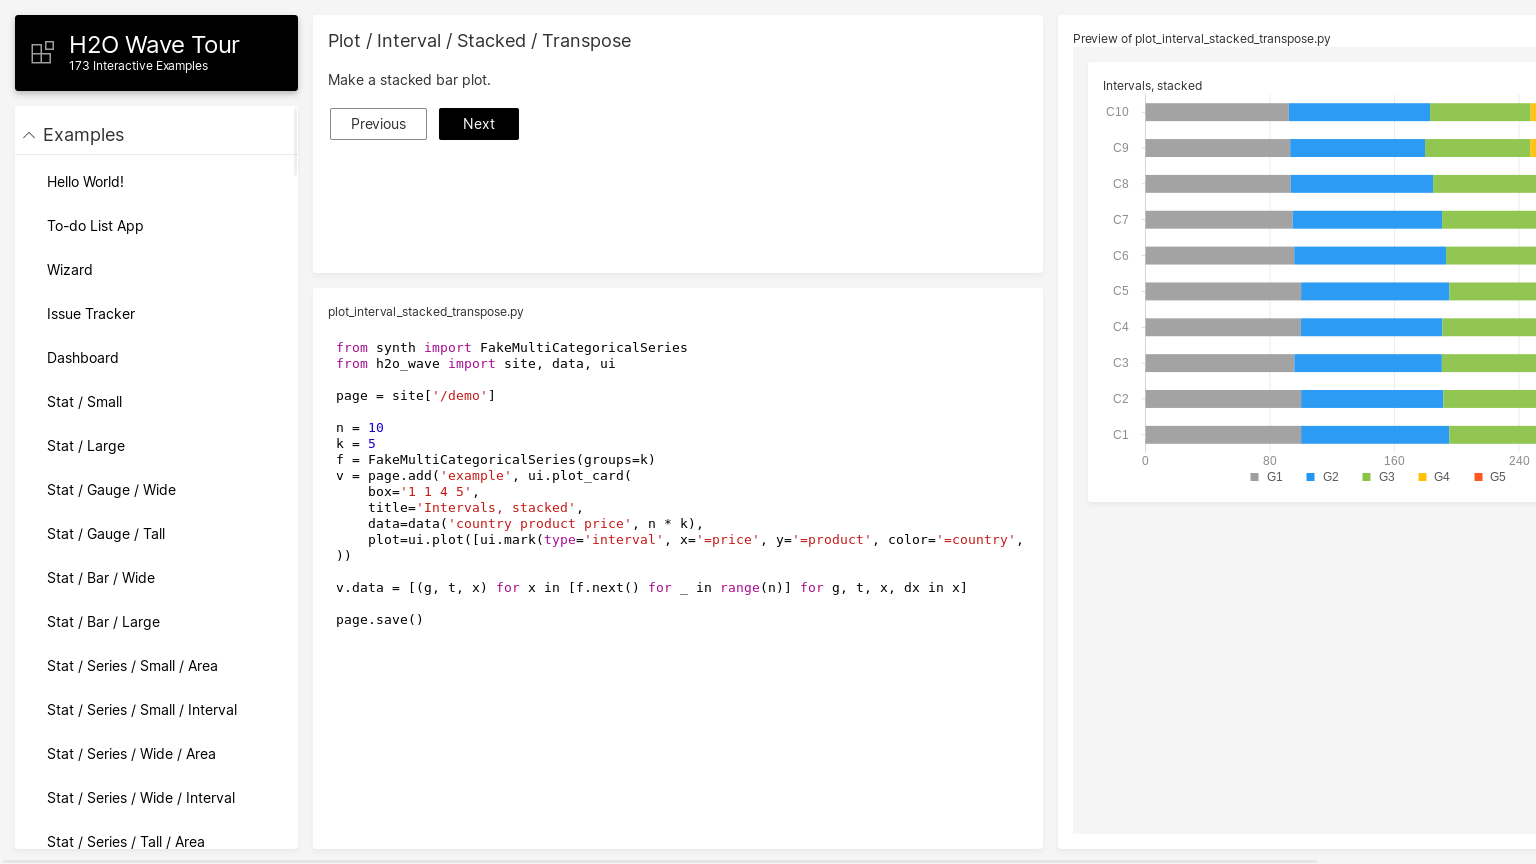 H2O Wave Tour
173 Interactive Examples
Examples
Hello World!
To-do List App
Wizard
Issue Tracker
Dashboard
Stat / Small
Stat / Large
Stat / Gauge / Wide
Stat / Gauge / Tall
Stat / Bar / Wide
Stat / Bar / Large
Stat / Series / Small / Area
Stat / Series / Small / Interval
Stat / Series / Wide / Area
Stat / Series / Wide / Interval
Stat / Series / Tall / Area
Plot / Interval / Stacked / Transpose
Make a stacked bar plot.
Previous
Next
plot_interval_stacked_transpose.py
from synth import FakeMultiCategoricalSeries
from h2o_wave import site, data, ui
page = site['/demo']
n = 10
k = 5
f = FakeMultiCategoricalSeries(groups=k)
v = page.add('example', ui.plot_card(
    box='1 1 4 5',
    title='Intervals, stacked',
    data=data('country product price', n * k),
    plot=ui.plot([ui.mark(type='interval', x='=price', y='=product', color='=country',
))
v.data = [(g, t, x) for x in [f.next() for _ in range(n)] for g, t, x, dx in x]
page.save()
Preview of plot_interval_stacked_transpose.py
Intervals, stacked
C10
C9
C8
C7
C6
C5
C4
C3
C2
C1
0 80 160 240
G1 G2 G3 G4 G5